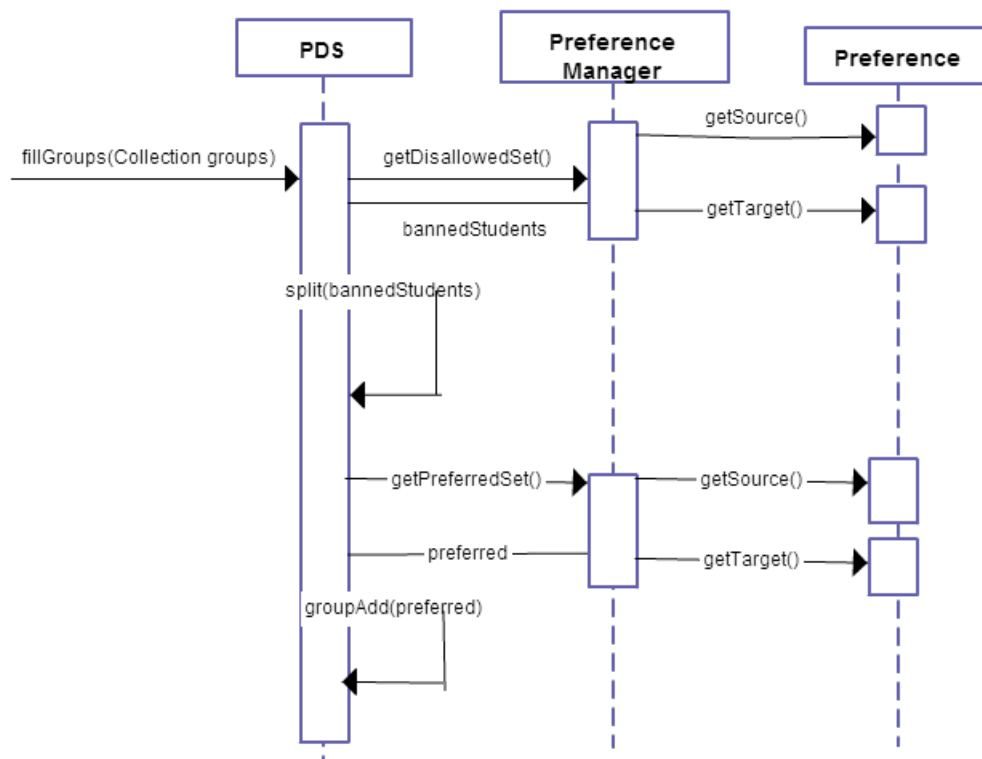 PDS
Preference
Manager
Preference
getSource()
fillGroups(Collection groups)
getDisallowedSet()
getTarget()
bannedStudents
split(bannedStudents)
getPreferredSet()
getSource()
preferred
getTarget()
groupAdd(preferred)